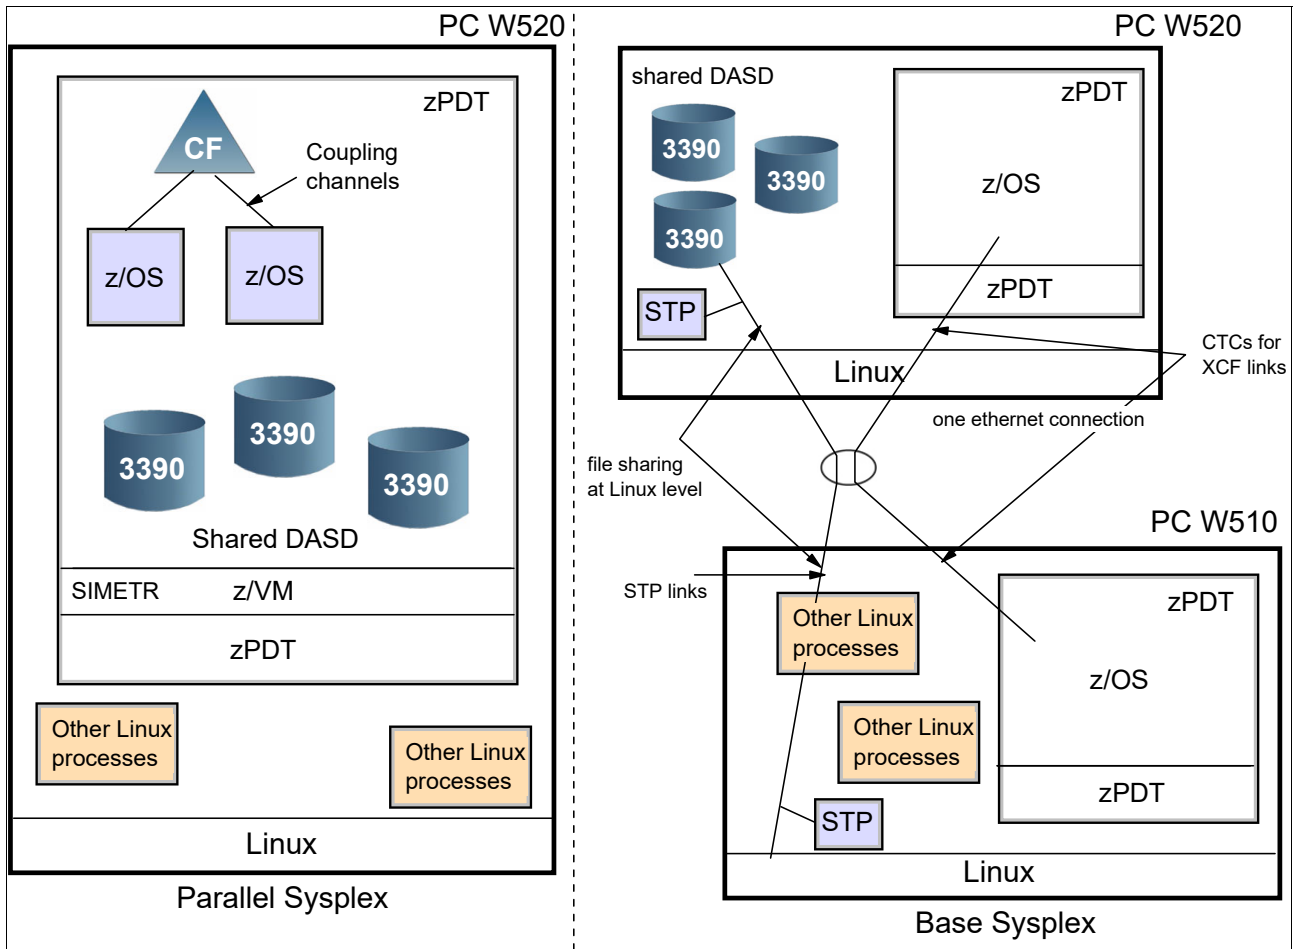 PC W520
zPDT
CF
Coupling
channels
z/OS
z/OS
3390
3390
3390
Shared DASD
SIMETR
z/VM
zPDT
Other Linux
processes
Other Linux
processes
Linux
Parallel Sysplex
PC W520
shared DASD
3390
3390
3390
zPDT
z/OS
zPDT
STP
Linux
CTCs for
XCF links
one ethernet connection
file sharing
at Linux level
PC W510
STP links
Other Linux
processes
zPDT
z/OS
Other Linux
processes
zPDT
STP
Linux
Base Sysplex